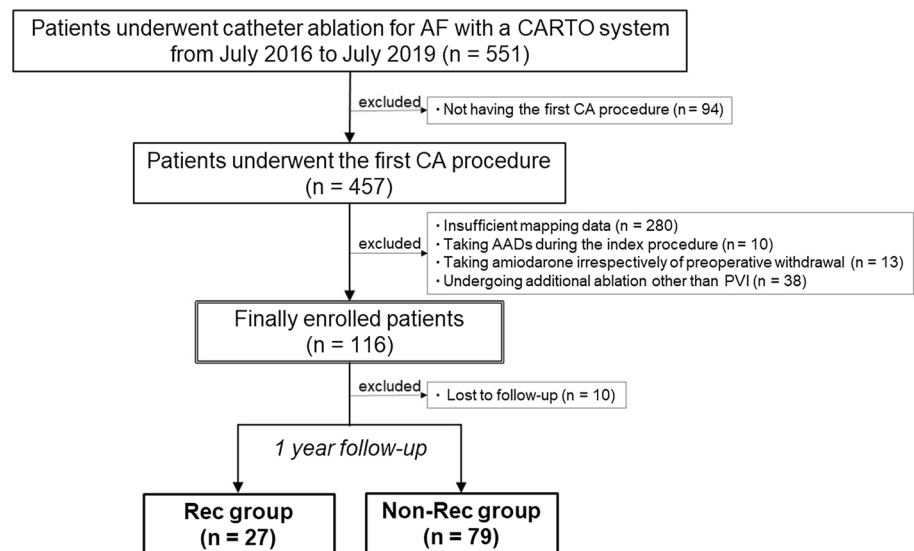 Patients underwent catheter ablation for AF with a CARTO system
from July 2016 to July 2019 (n = 551)
excluded
・Not having the first CA procedure (n = 94)
Patients underwent the first CA procedure
(n = 457)
excluded
・Insufficient mapping data (n = 280)
・Taking AADs during the index procedure (n = 10)
・Taking amiodarone irrespectively of preoperative withdrawal (n = 13)
・Undergoing additional ablation other than PVI (n = 38)
Finally enrolled patients
(n = 116)
excluded
・Lost to follow-up (n = 10)
1 year follow-up
Rec group
(n = 27)
Non-Rec group
(n = 79)